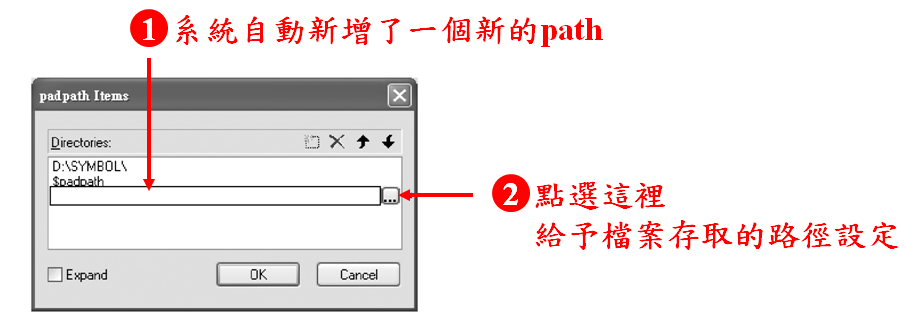 1 系統自動新增了一個新的path
padpath Items
Directories:
D:\SYMBOL\
$padpath
...
2 點選這裡
給予檔案存取的路徑設定
Expand
OK
Cancel